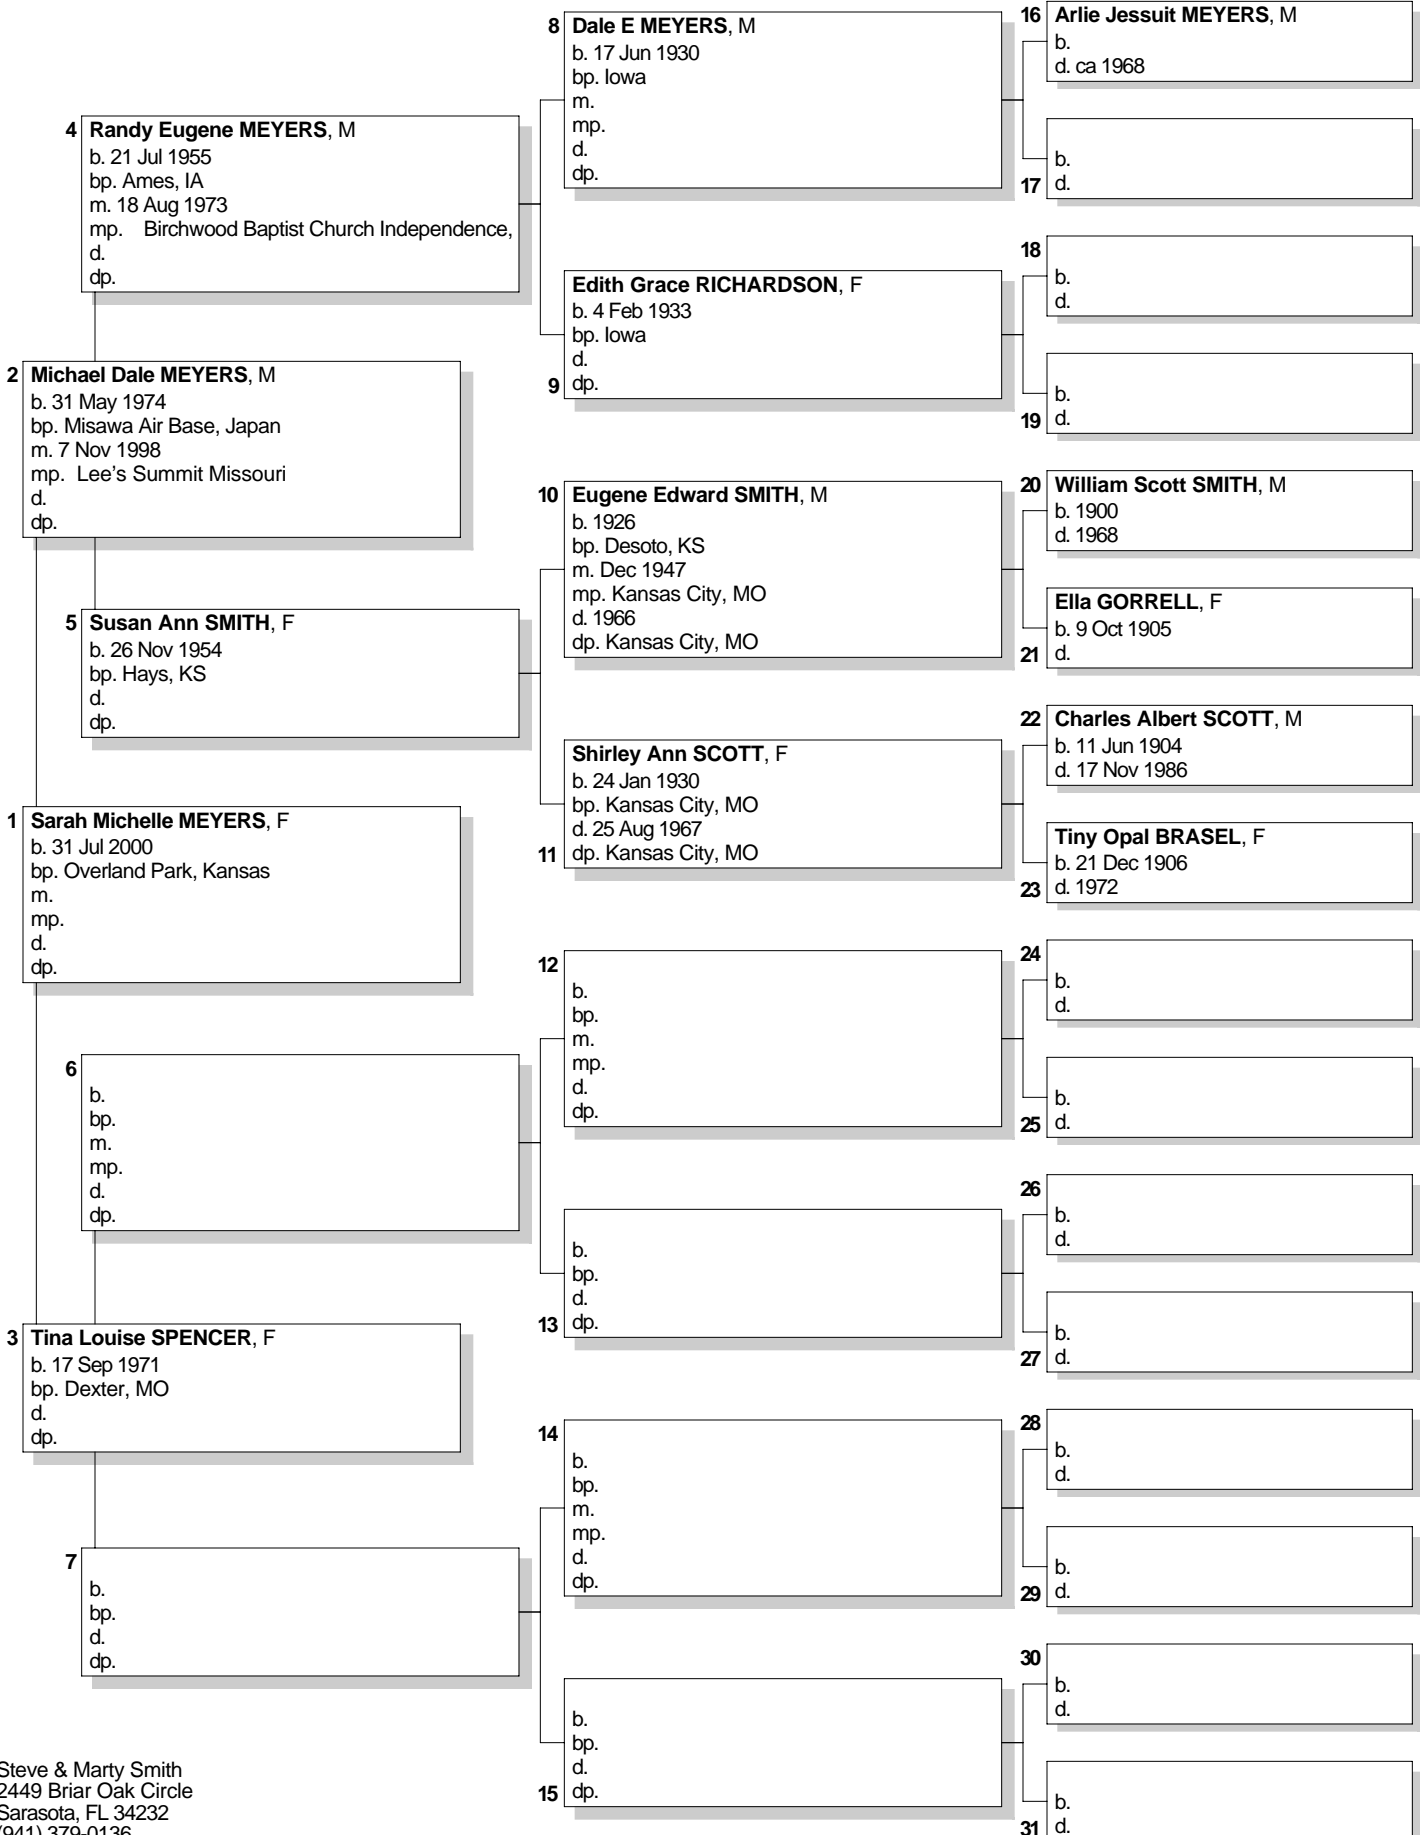 8 Dale E MEYERS, M
b. 17 Jun 1930
bp. Iowa
m.
mp.
d.
dp.
16 Arlie Jessuit MEYERS, M
b.
d. ca 1968
b.
17 d.
4 Randy Eugene MEYERS, M
b. 21 Jul 1955
bp. Ames, IA
m. 18 Aug 1973
mp. Birchwood Baptist Church Independence,
d.
dp.
Edith Grace RICHARDSON, F
b. 4 Feb 1933
bp. Iowa
d.
9 dp.
18
b.
d.
b.
19 d.
2 Michael Dale MEYERS, M
b. 31 May 1974
bp. Misawa Air Base, Japan
m. 7 Nov 1998
mp. Lee's Summit Missouri
d.
dp.
10 Eugene Edward SMITH, M
b. 1926
bp. Desoto, KS
m. Dec 1947
mp. Kansas City, MO
d. 1966
dp. Kansas City, MO
20 William Scott SMITH, M
b. 1900
d. 1968
Ella GORRELL, F
b. 9 Oct 1905
21 d.
5 Susan Ann SMITH, F
b. 26 Nov 1954
bp. Hays, KS
d.
dp.
Shirley Ann SCOTT, F
b. 24 Jan 1930
bp. Kansas City, MO
d. 25 Aug 1967
11 dp. Kansas City, MO
22 Charles Albert SCOTT, M
b. 11 Jun 1904
d. 17 Nov 1986
Tiny Opal BRASEL, F
b. 21 Dec 1906
23 d. 1972
1 Sarah Michelle MEYERS, F
b. 31 Jul 2000
bp. Overland Park, Kansas
m.
mp.
d.
dp.
12
b.
bp.
m.
mp.
d.
dp.
24
b.
d.
b.
25 d.
6
b.
bp.
m.
mp.
d.
dp.
b.
bp.
d.
13 dp.
26
b.
d.
b.
27 d.
3 Tina Louise SPENCER, F
b. 17 Sep 1971
bp. Dexter, MO
d.
dp.
14
b.
bp.
m.
mp.
d.
dp.
28
b.
d.
b.
29 d.
7
b.
bp.
d.
dp.
b.
bp.
d.
15 dp.
30
b.
d.
b.
31 d.
Steve & Marty Smith
2449 Briar Oak Circle
Sarasota, FL 34232
(941) 379-0136